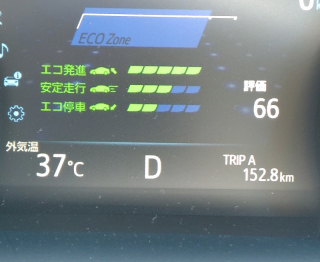 ECO Zone
エコ発進
安定走行
エコ停車
評価
66
外気温
37℃
D
TRIP A
152.8km